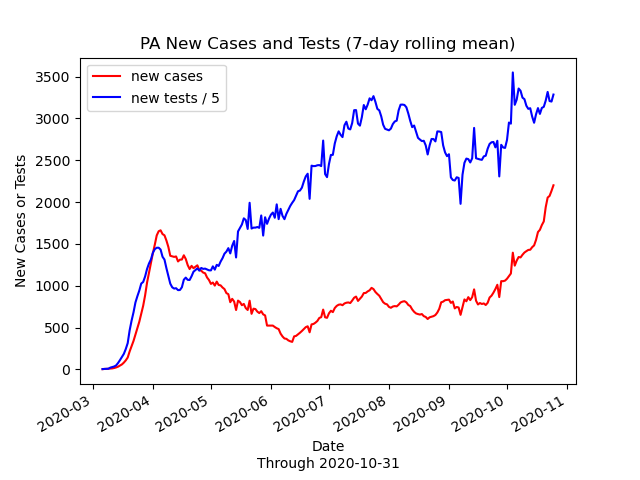 PA New Cases and Tests (7-day rolling mean)
new cases
new tests / 5
New Cases or Tests
3500
3000
2500
2000
1500
1000
500
0
2020-03
2020-04
2020-05
2020-06
2020-07
2020-08
2020-09
2020-10
2020-11
Date
Through 2020-10-31